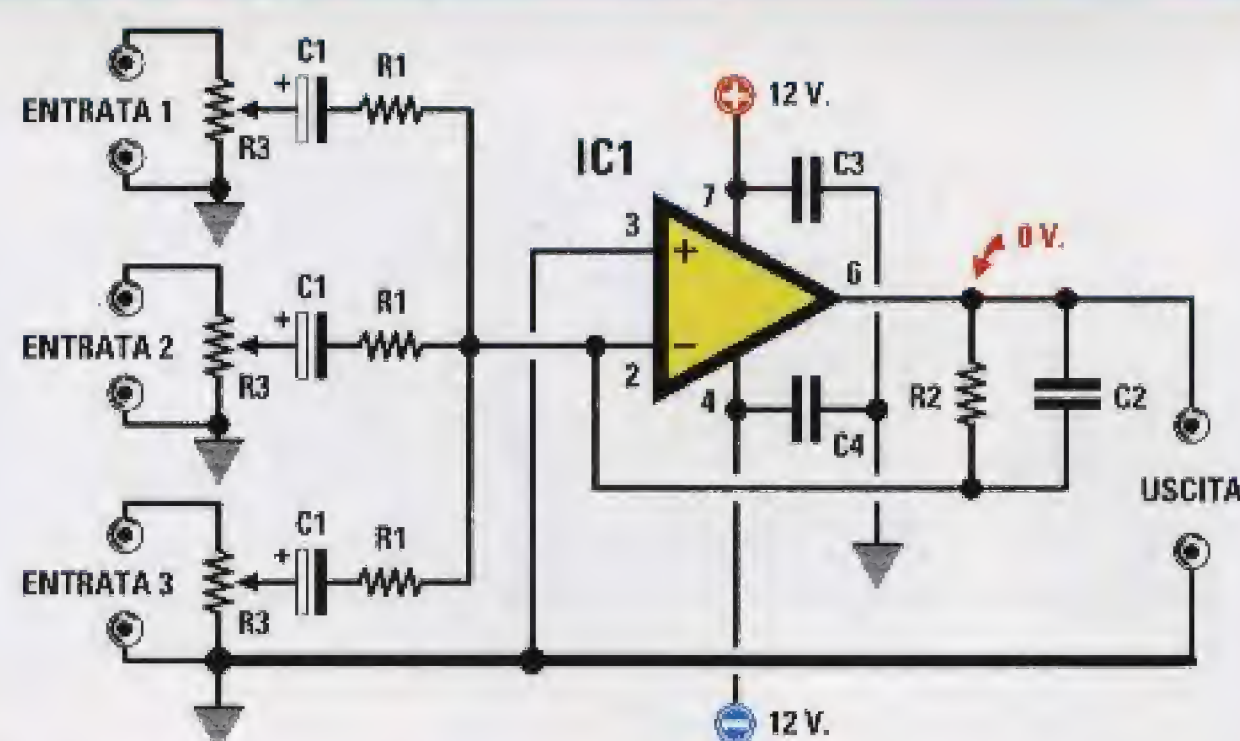 ENTRATA 1
C1
+
R1
R3
ENTRATA 2
C1
+
R1
R3
ENTRATA 3
C1
+
R1
R3
IC1
+ 12 V.
7
C3
3
+
2
−
6
4
C4
0 V.
R2
C2
USCITA
− 12 V.